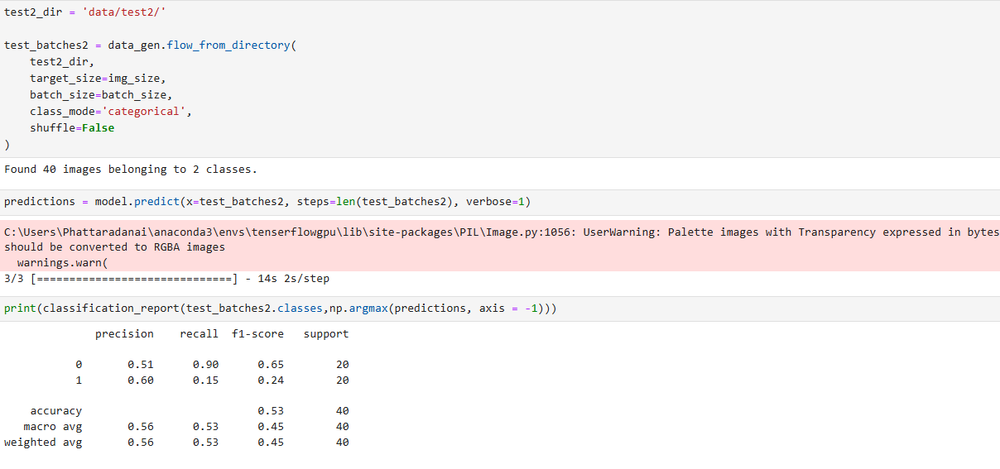 test2_dir = 'data/test2/'
test_batches2 = data_gen.flow_from_directory(
    test2_dir,
    target_size=img_size,
    batch_size=batch_size,
    class_mode='categorical',
    shuffle=False
)
Found 40 images belonging to 2 classes.
predictions = model.predict(x=test_batches2, steps=len(test_batches2), verbose=1)
C:\Users\Phattaradanai\anaconda3\envs\tenserflowgpu\lib\site-packages\PIL\Image.py:1056: UserWarning: Palette images with Transparency expressed in bytes
should be converted to RGBA images
  warnings.warn(
3/3 [==============================] - 14s 2s/step
print(classification_report(test_batches2.classes,np.argmax(predictions, axis = -1)))
              precision    recall  f1-score   support
           0       0.51      0.90      0.65        20
           1       0.60      0.15      0.24        20
    accuracy                           0.53        40
   macro avg       0.56      0.53      0.45        40
weighted avg       0.56      0.53      0.45        40